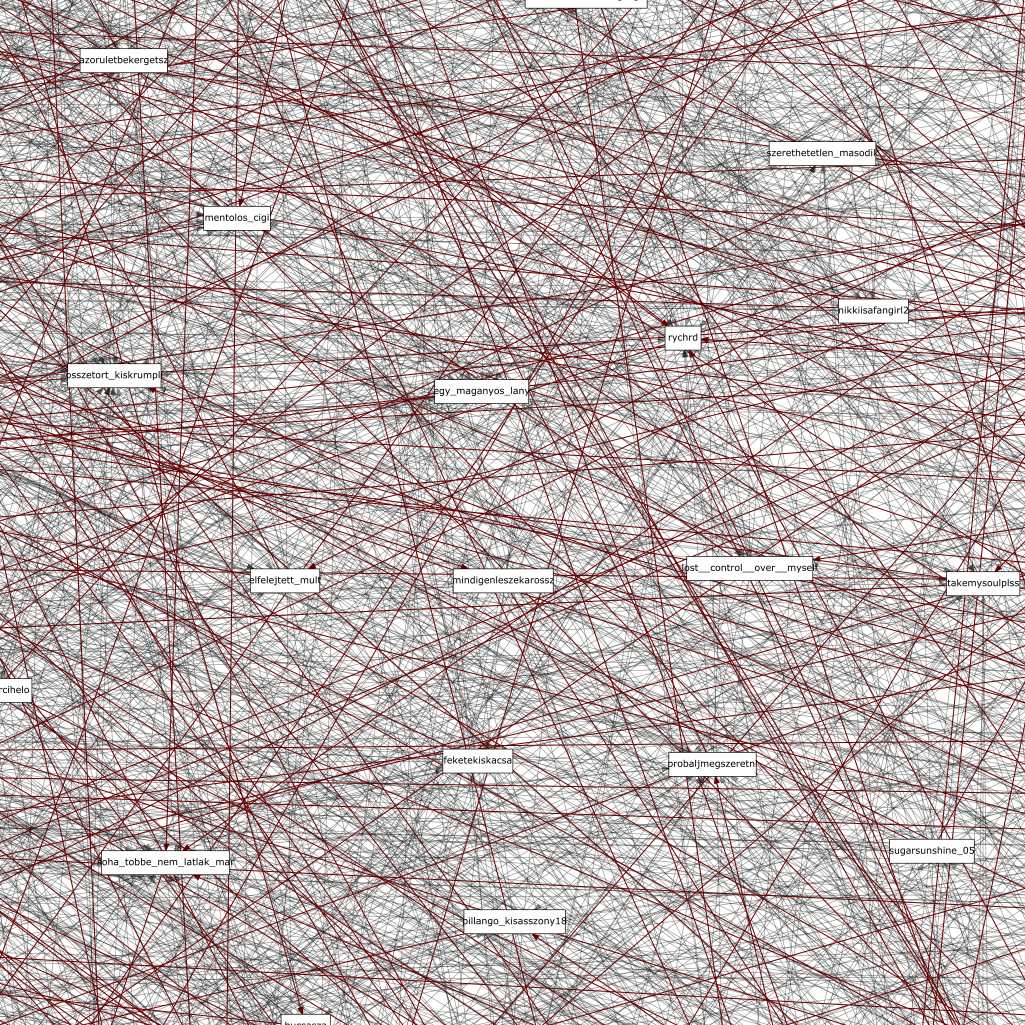 azoruletbekergetsz
szerethetetlen_masodik
mentolos_cigi
nikkiisafangirl2
rychrd
osszetort_kiskrumpli
egy_maganyos_lany
elfelejtett_mult
mindigenleszekarossz
lost__control__over__myself
takemysoulplss
rcihelo
feketekiskacsa
probaljmegszeretni
sugarsunshine_05
soha_tobbe_nem_latlak_mar
pillango_kisasszony18